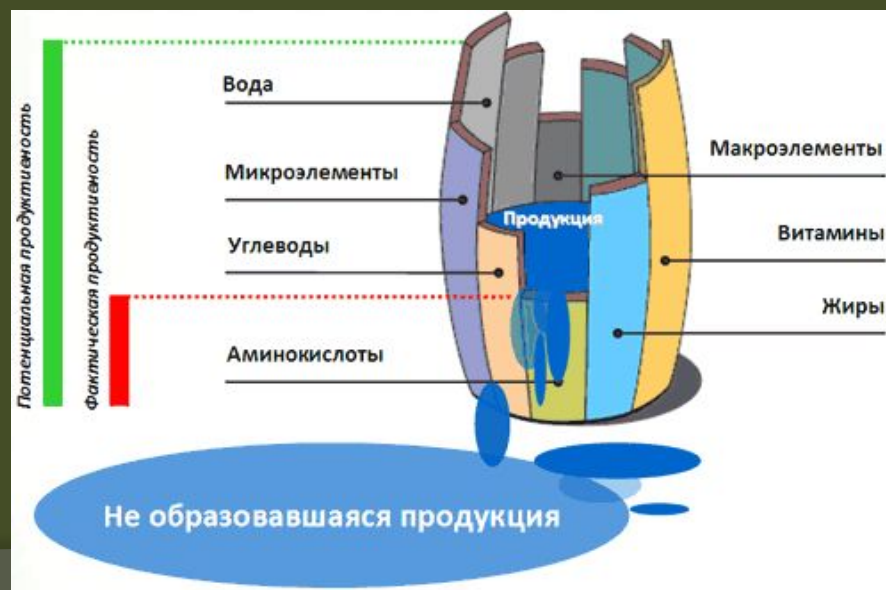 Потенциальная продуктивность
Фактическая продуктивность
Вода
Микроэлементы
Углеводы
Аминокислоты
Продукция
Макроэлементы
Витамины
Жиры
Не образовавшаяся продукция